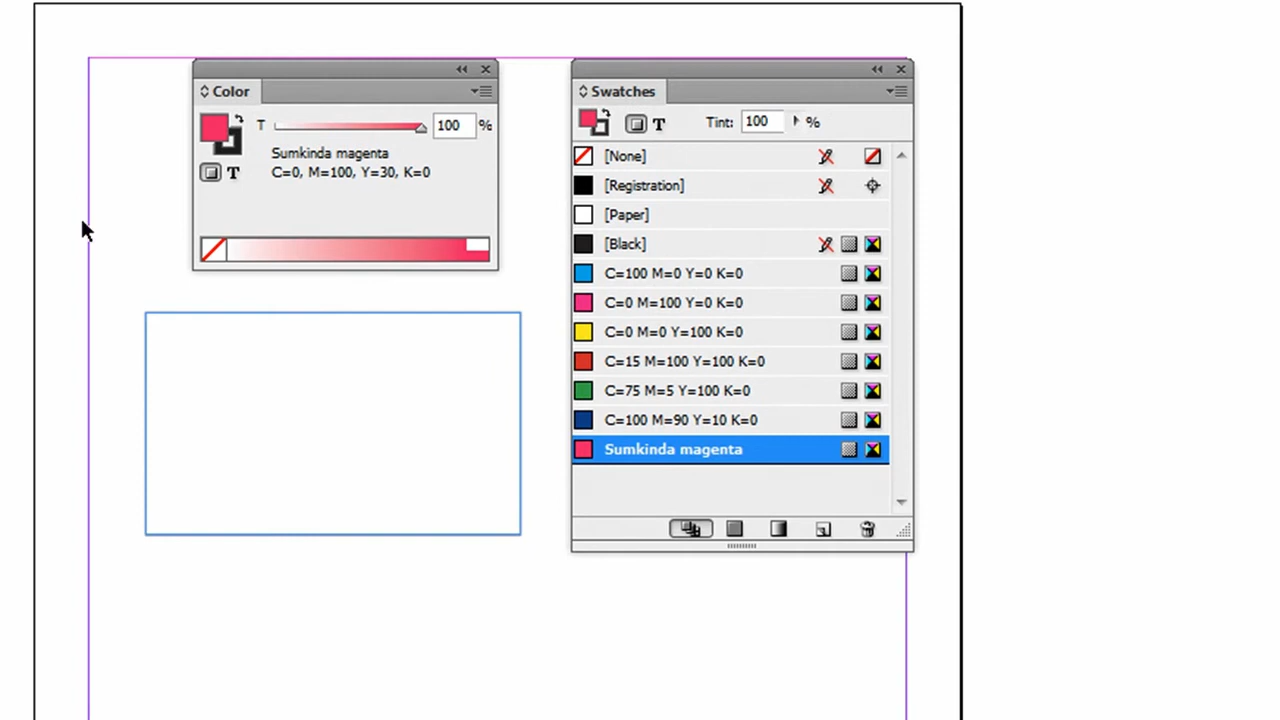 Color
T 100 %
Sumkinda magenta
C=0, M=100, Y=30, K=0
T
Swatches
T Tint: 100 %
[None]
[Registration]
[Paper]
[Black]
C=100 M=0 Y=0 K=0
C=0 M=100 Y=0 K=0
C=0 M=0 Y=100 K=0
C=15 M=100 Y=100 K=0
C=75 M=5 Y=100 K=0
C=100 M=90 Y=10 K=0
Sumkinda magenta